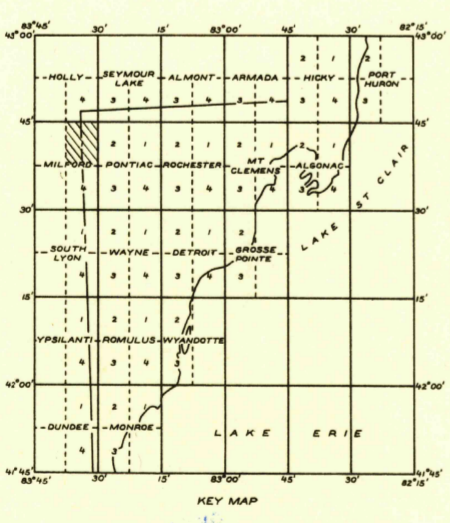 83°45' 30' 15' 83°00' 45' 30' 82°15'
43°00' 43°00'
2 1 2
HOLLY SEYMOUR LAKE ALMONT ARMADA HICKY PORT HURON
4 3 4 3 4 3 4 3 4 3
45' 45'
2 1 2 1 2 1
MILFORD PONTIAC ROCHESTER MT CLEMENS ALGONAC
4 3 4 3 4 3 4 3 4
LAKE ST CLAIR
30' 30'
1 2 1 2 1 2
SOUTH LYON WAYNE DETROIT GROSSE POINTE
4 3 4 3 4 3
15' 15'
1 2 1 2
YPSILANTI ROMULUS WYANDOTTE
4 3 4 3
42°00' 42°00'
1 2 1
DUNDEE MONROE LAKE ERIE
4 3
41°45' 41°45'
83°45' 30' 15' 83°00' 45' 30' 82°15'
KEY MAP